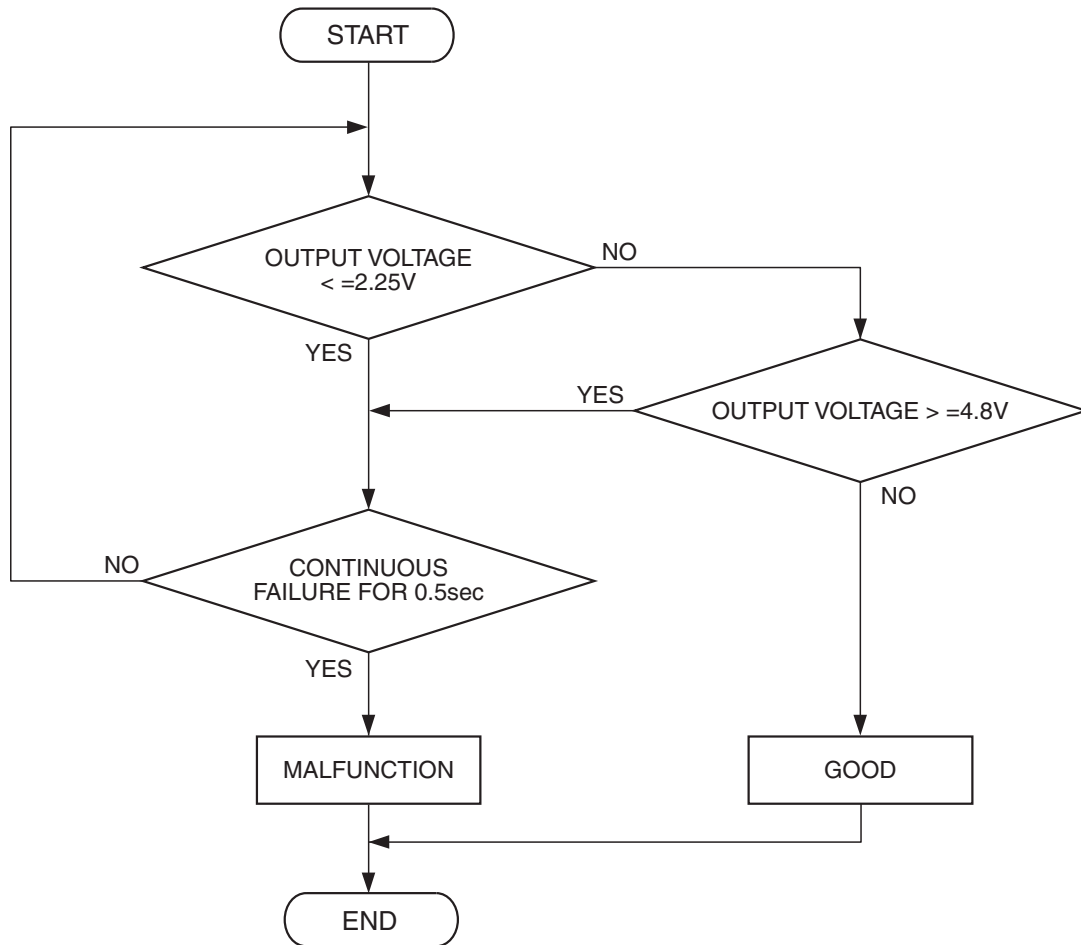 START
OUTPUT VOLTAGE
< =2.25V
NO
YES
YES
OUTPUT VOLTAGE > =4.8V
NO
NO
CONTINUOUS
FAILURE FOR 0.5sec
YES
MALFUNCTION
GOOD
END